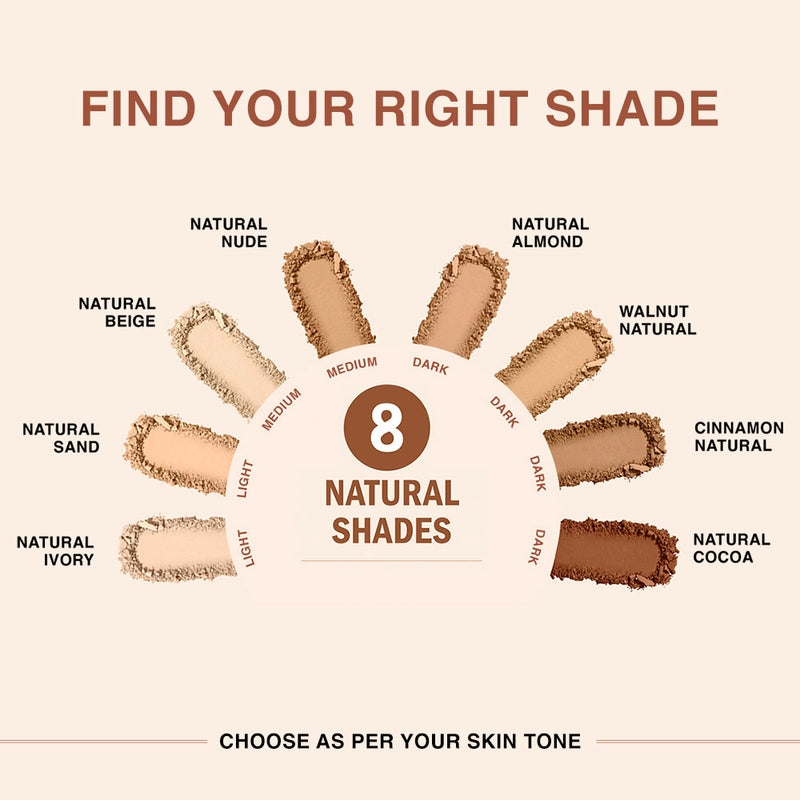 FIND YOUR RIGHT SHADE
NATURAL
NUDE
NATURAL
ALMOND
NATURAL
BEIGE
WALNUT
NATURAL
NATURAL
SAND
CINNAMON
NATURAL
NATURAL
IVORY
NATURAL
COCOA
LIGHT
LIGHT
MEDIUM
MEDIUM
DARK
DARK
DARK
DARK
8
NATURAL
SHADES
CHOOSE AS PER YOUR SKIN TONE